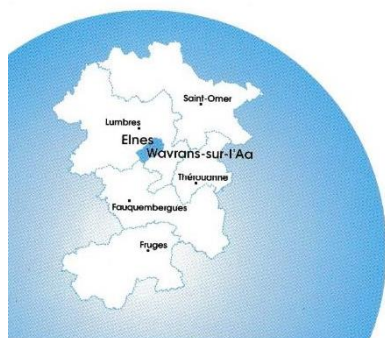 Saint-Omer
Lumbres
Elnes
Wavrans-sur-l'Aa
Thérouanne
Fauquembergues
Fruges